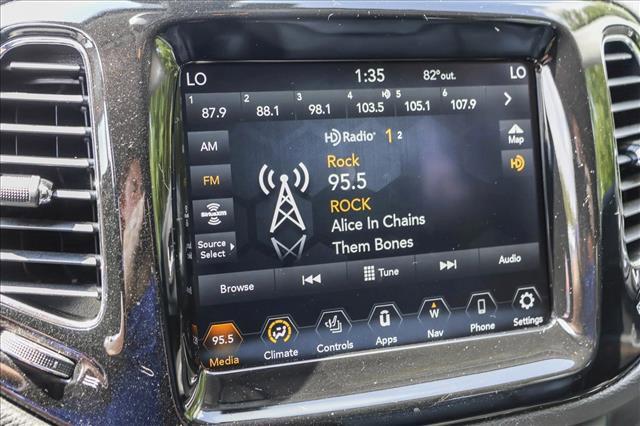 LO 1:35 82°out. LO
1 87.9 2 88.1 3 98.1 4 103.5 HD 5 105.1 6 107.9
AM
HD Radio 1 2
Map
FM
Rock
95.5
ROCK
SiriusXM
Alice In Chains
Source
Select
Them Bones
Browse Tune Audio
95.5 W
Media Climate Controls Apps Nav Phone Settings